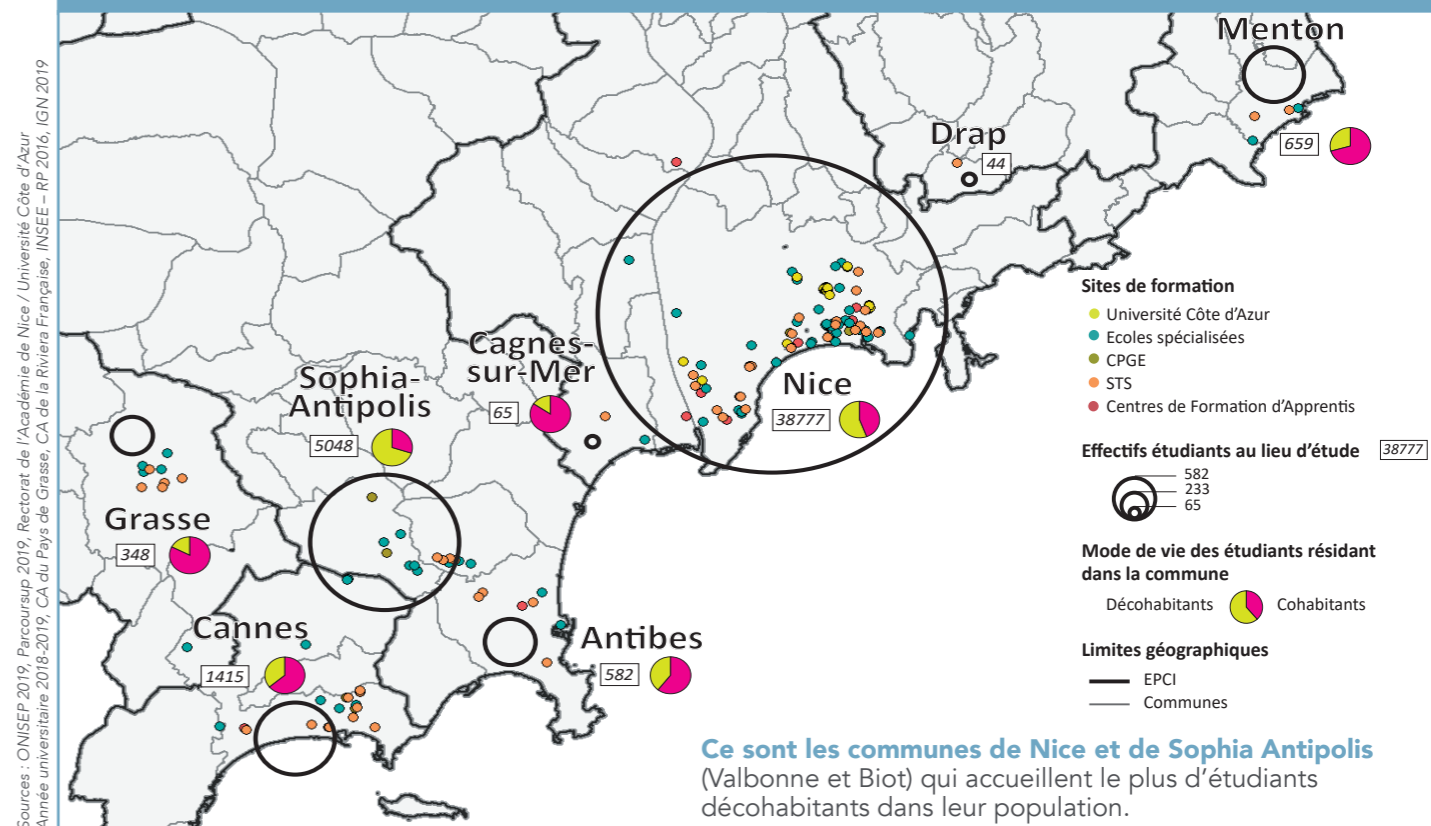 Menton
659
Drap
44
Cagnes-
sur-Mer
65
Sophia-
Antipolis
5048
Nice
38777
Grasse
348
Cannes
1415
Antibes
582
Sites de formation
Université Côte d'Azur
Ecoles spécialisées
CPGE
STS
Centres de Formation d'Apprentis
Effectifs étudiants au lieu d'étude 38777
582
233
65
Mode de vie des étudiants résidant
dans la commune
Décohabitants Cohabitants
Limites géographiques
EPCI
Communes
Ce sont les communes de Nice et de Sophia Antipolis
(Valbonne et Biot) qui accueillent le plus d'étudiants
décohabitants dans leur population.
Sources : ONISEP 2019, Parcoursup 2019, Rectorat de l'Académie de Nice / Université Côte d'Azur
Année universitaire 2018-2019, CA du Pays de Grasse, CA de la Riviera Française, INSEE – RP 2016, IGN 2019